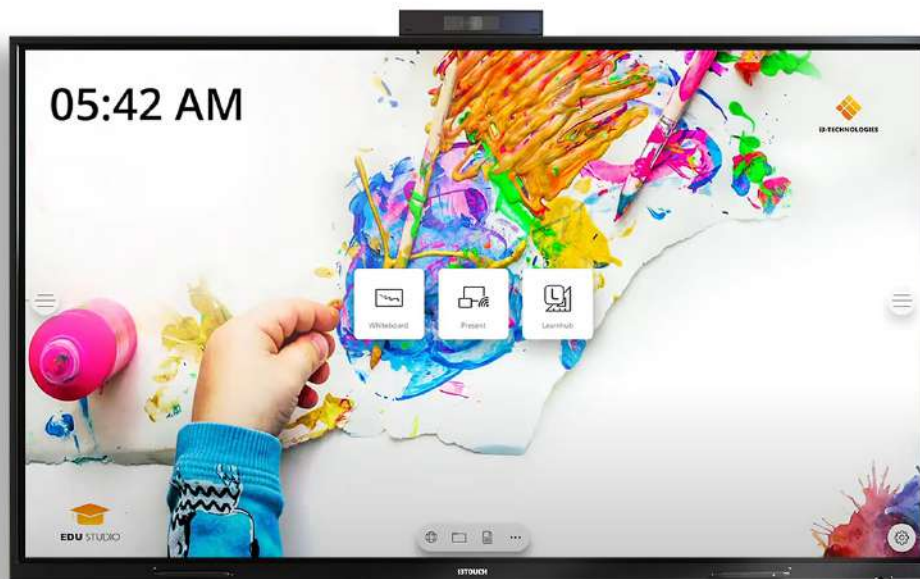 05:42 AM
i3-TECHNOLOGIES
Whiteboard
Present
Learnhub
EDU STUDIO
i3TOUCH